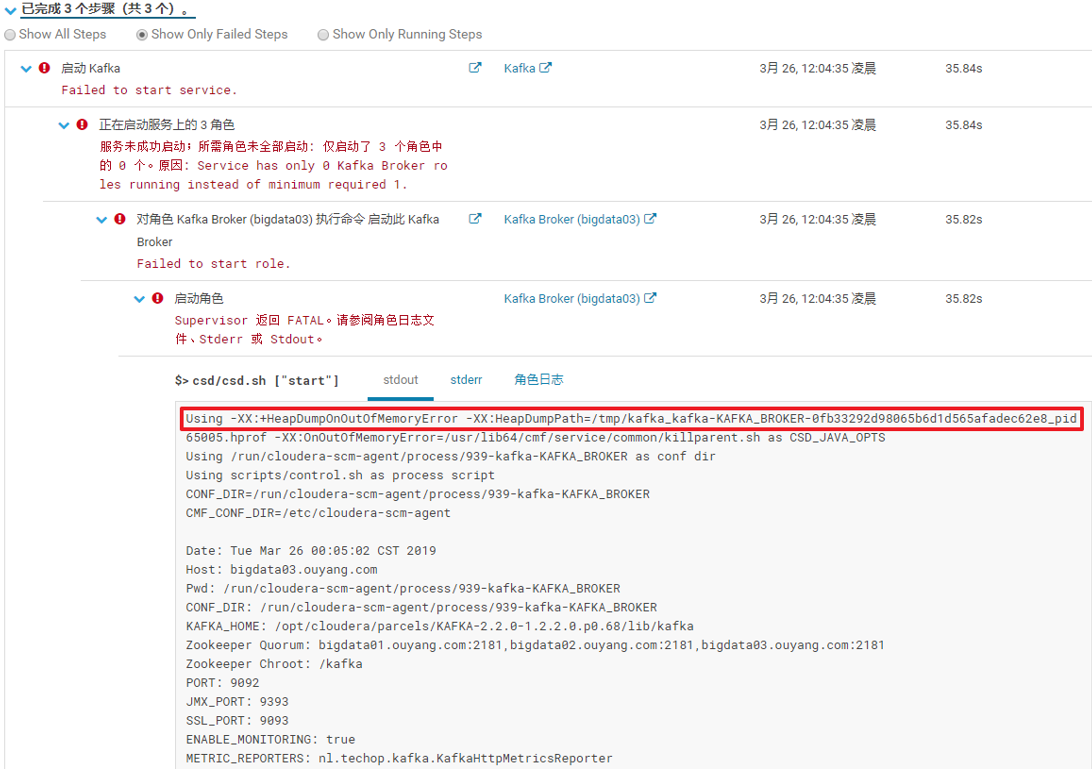 已完成 3 个步骤（共 3 个）。
Show All Steps Show Only Failed Steps Show Only Running Steps
启动 Kafka Kafka 3月 26, 12:04:35 凌晨 35.84s
Failed to start service.
正在启动服务上的 3 角色 3月 26, 12:04:35 凌晨 35.84s
服务未成功启动；所需角色未全部启动: 仅启动了 3 个角色中
的 0 个。原因: Service has only 0 Kafka Broker ro
les running instead of minimum required 1.
对角色 Kafka Broker (bigdata03) 执行命令 启动此 Kafka Kafka Broker (bigdata03) 3月 26, 12:04:35 凌晨 35.82s
Broker
Failed to start role.
启动角色 Kafka Broker (bigdata03) 3月 26, 12:04:35 凌晨 35.82s
Supervisor 返回 FATAL。请参阅角色日志文
件、Stderr 或 Stdout。
$> csd/csd.sh ["start"] stdout stderr 角色日志
Using -XX:+HeapDumpOnOutOfMemoryError -XX:HeapDumpPath=/tmp/kafka_kafka-KAFKA_BROKER-0fb33292d98065b6d1d565afadec62e8_pid
65005.hprof -XX:OnOutOfMemoryError=/usr/lib64/cmf/service/common/killparent.sh as CSD_JAVA_OPTS
Using /run/cloudera-scm-agent/process/939-kafka-KAFKA_BROKER as conf dir
Using scripts/control.sh as process script
CONF_DIR=/run/cloudera-scm-agent/process/939-kafka-KAFKA_BROKER
CMF_CONF_DIR=/etc/cloudera-scm-agent
Date: Tue Mar 26 00:05:02 CST 2019
Host: bigdata03.ouyang.com
Pwd: /run/cloudera-scm-agent/process/939-kafka-KAFKA_BROKER
CONF_DIR: /run/cloudera-scm-agent/process/939-kafka-KAFKA_BROKER
KAFKA_HOME: /opt/cloudera/parcels/KAFKA-2.2.0-1.2.2.0.p0.68/lib/kafka
Zookeeper Quorum: bigdata01.ouyang.com:2181,bigdata02.ouyang.com:2181,bigdata03.ouyang.com:2181
Zookeeper Chroot: /kafka
PORT: 9092
JMX_PORT: 9393
SSL_PORT: 9093
ENABLE_MONITORING: true
METRIC_REPORTERS: nl.techop.kafka.KafkaHttpMetricsReporter